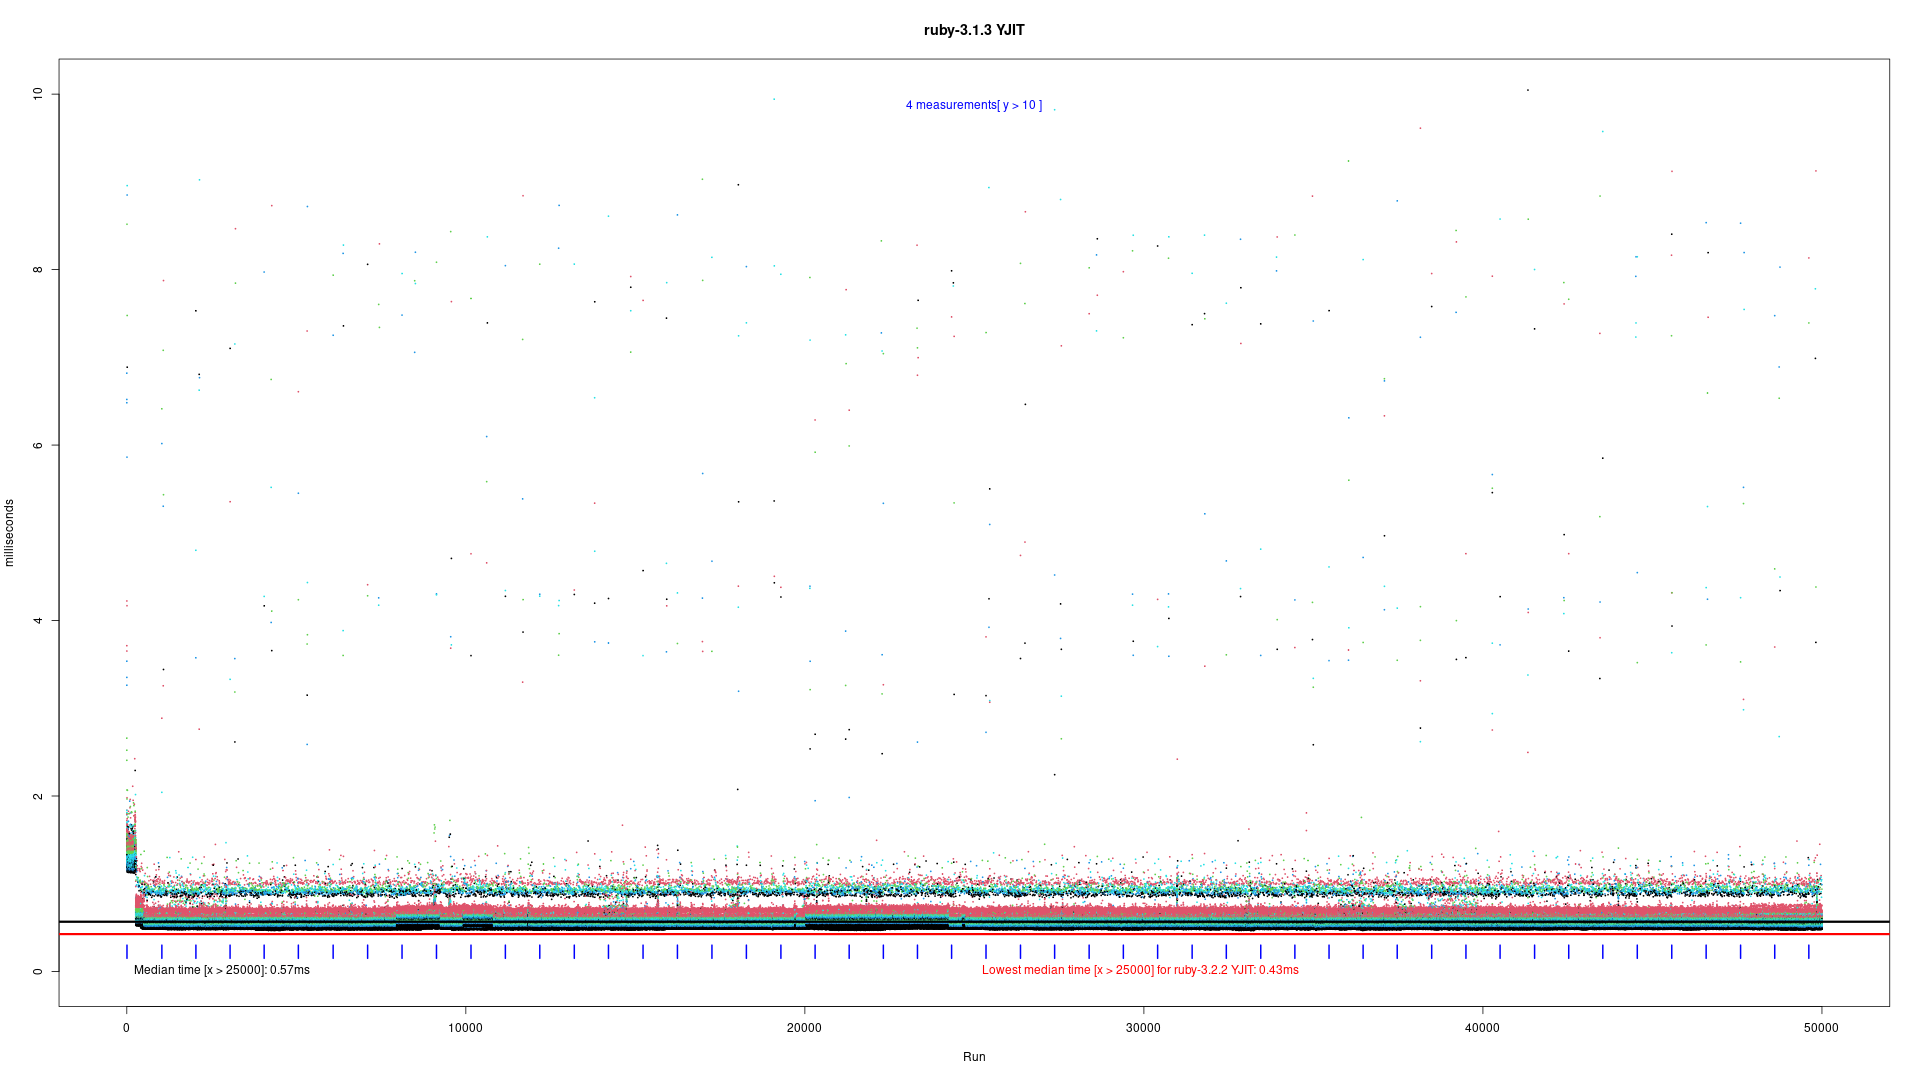 ruby-3.1.3 YJIT
10
4 measurements[ y > 10 ]
8
6
milliseconds
4
2
0
Median time [x > 25000]: 0.57ms
Lowest median time [x > 25000] for ruby-3.2.2 YJIT: 0.43ms
0 10000 20000 30000 40000 50000
Run